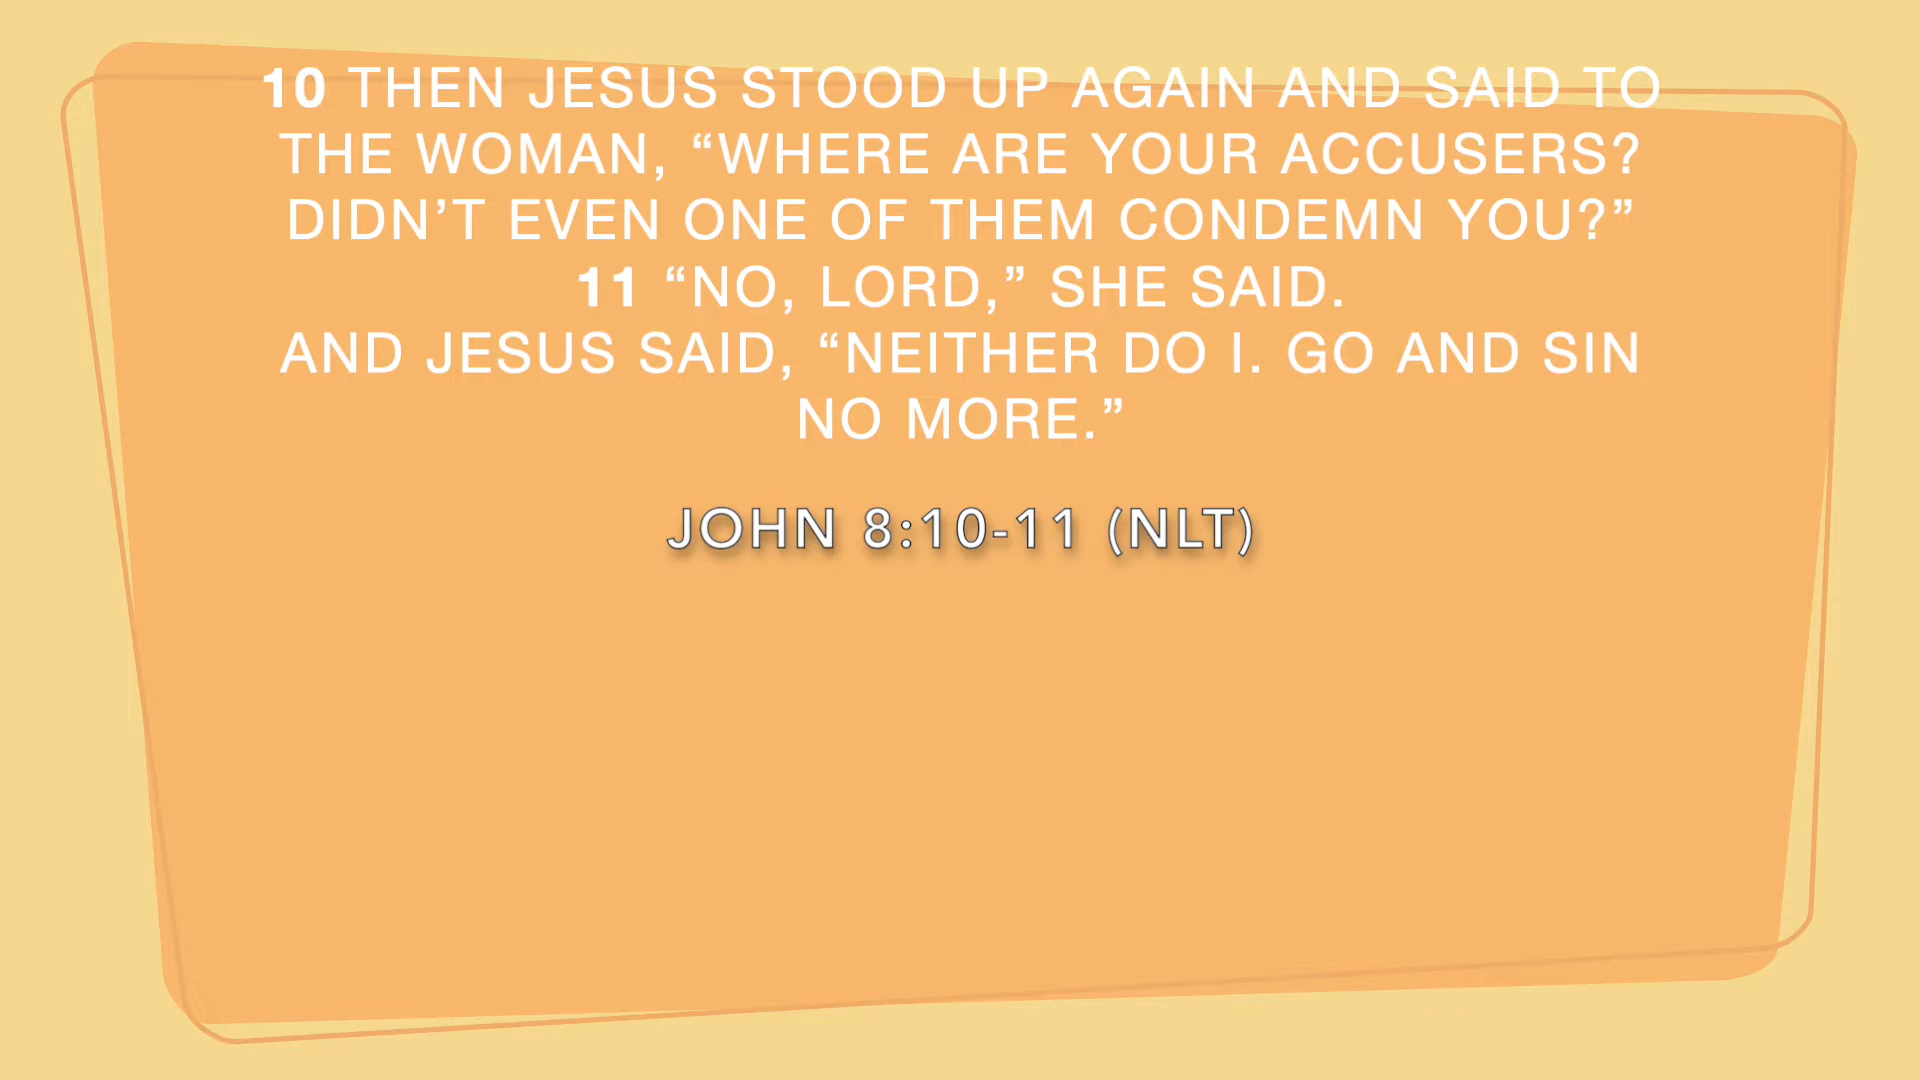 10 THEN JESUS STOOD UP AGAIN AND SAID TO
THE WOMAN, “WHERE ARE YOUR ACCUSERS?
DIDN’T EVEN ONE OF THEM CONDEMN YOU?”
11 “NO, LORD,” SHE SAID.
AND JESUS SAID, “NEITHER DO I. GO AND SIN
NO MORE.”
JOHN 8:10-11 (NLT)